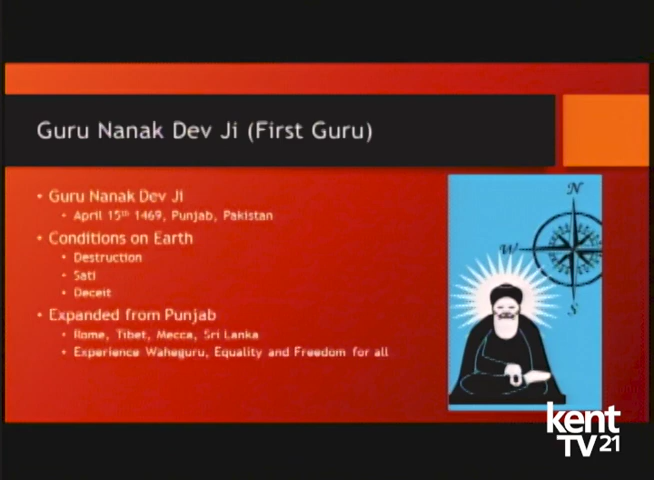 Guru Nanak Dev Ji (First Guru)
• Guru Nanak Dev Ji
• April 15th 1469, Punjab, Pakistan
• Conditions on Earth
• Destruction
• Sati
• Deceit
• Expanded from Punjab
• Rome, Tibet, Mecca, Sri Lanka
• Experience Waheguru, Equality and Freedom for all
N
W
S
kent
TV21